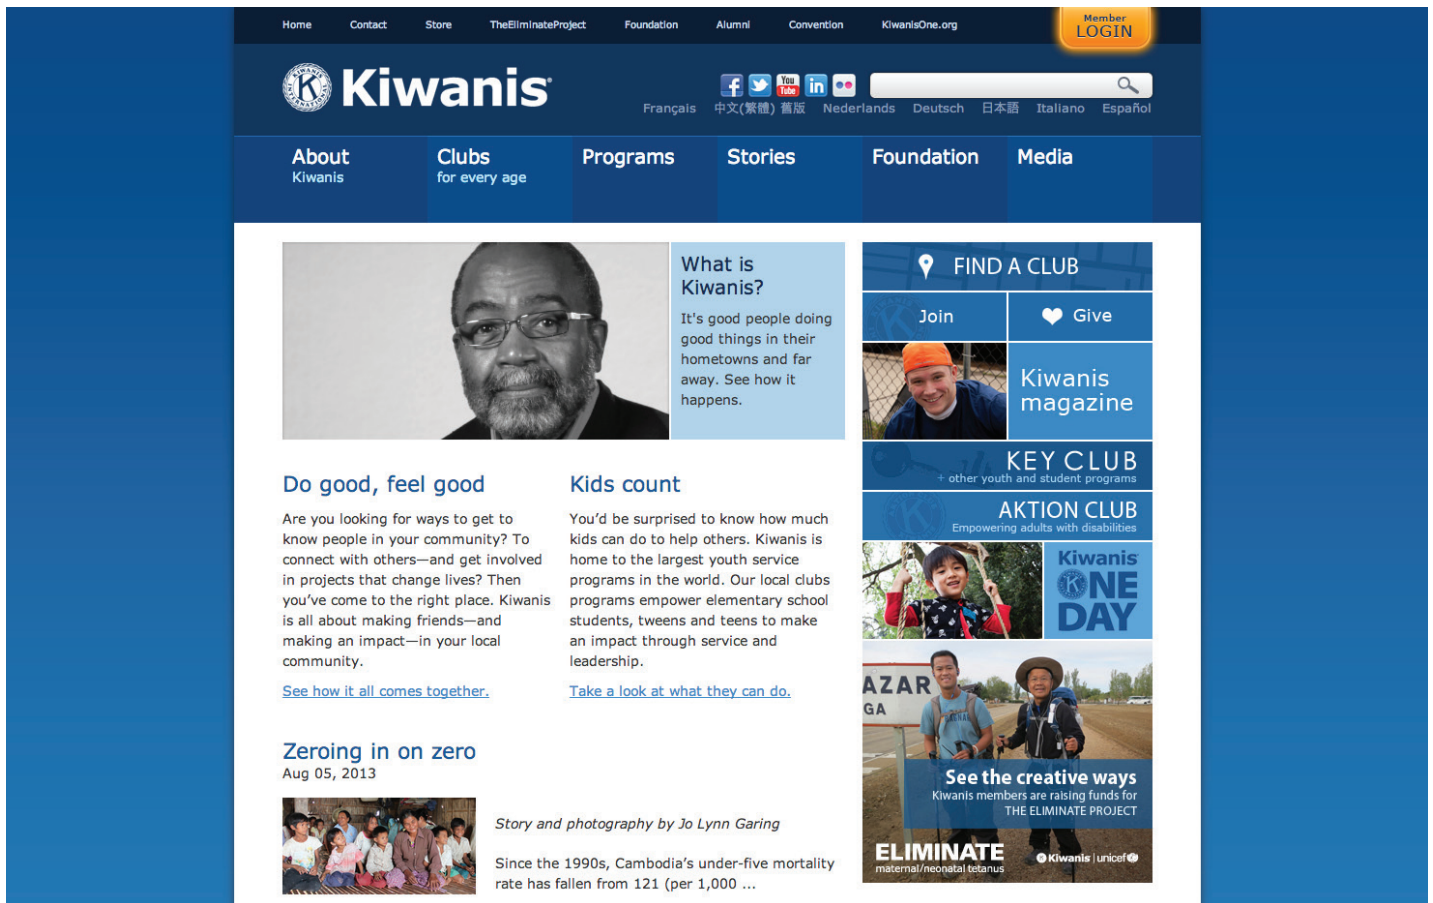 Home Contact Store TheEliminateProject Foundation Alumni Convention KiwanisOne.org
Member
LOGIN
Kiwanis
You
Tube
Français 中文(繁體) 舊版 Nederlands Deutsch 日本語 Italiano Español
About
Kiwanis
Clubs
for every age
Programs
Stories
Foundation
Media
What is
Kiwanis?
It's good people doing
good things in their
hometowns and far
away. See how it
happens.
Do good, feel good
Are you looking for ways to get to
know people in your community? To
connect with others—and get involved
in projects that change lives? Then
you’ve come to the right place. Kiwanis
is all about making friends—and
making an impact—in your local
community.
See how it all comes together.
Kids count
You’d be surprised to know how much
kids can do to help others. Kiwanis is
home to the largest youth service
programs in the world. Our local clubs
programs empower elementary school
students, tweens and teens to make
an impact through service and
leadership.
Take a look at what they can do.
Zeroing in on zero
Aug 05, 2013
Story and photography by Jo Lynn Garing
Since the 1990s, Cambodia’s under-five mortality
rate has fallen from 121 (per 1,000 ...
FIND A CLUB
Join
Give
Kiwanis
magazine
KEY CLUB
+ other youth and student programs
AKTION CLUB
Empowering adults with disabilities
Kiwanis
ONE
DAY
AZAR
GA
See the creative ways
Kiwanis members are raising funds for
THE ELIMINATE PROJECT
ELIMINATE
maternal/neonatal tetanus
Kiwanis | unicef